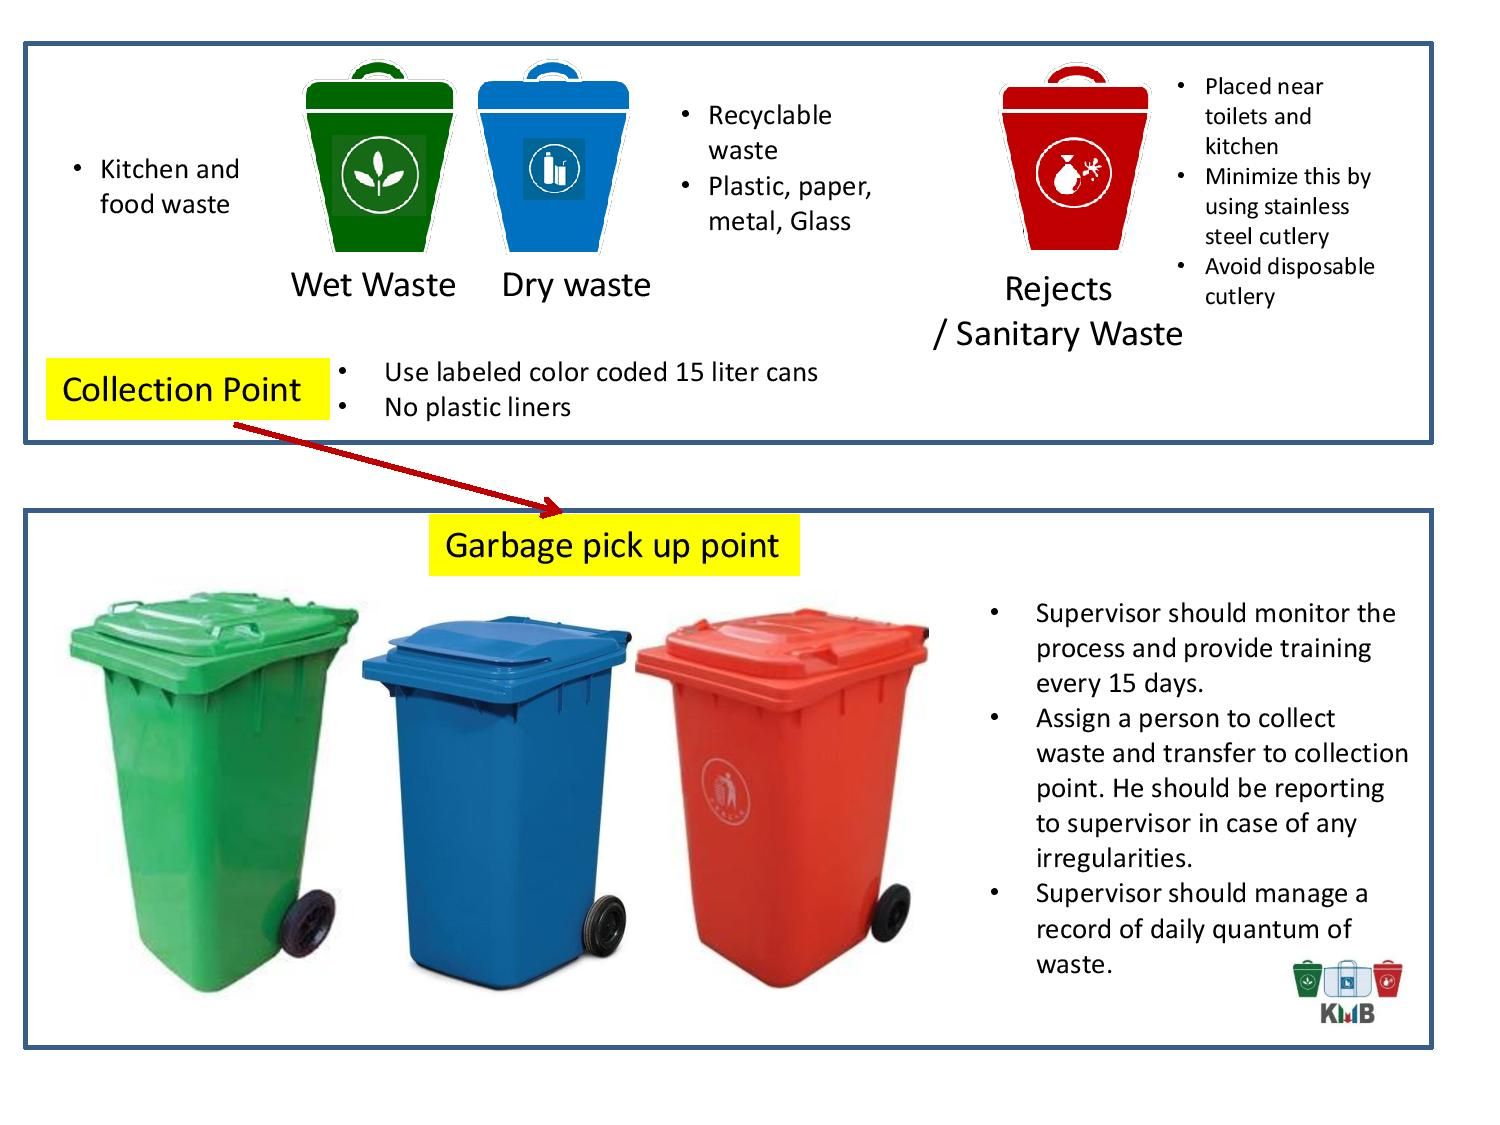 • Kitchen and
food waste
Wet Waste
Dry waste
• Recyclable
waste
• Plastic, paper,
metal, Glass
Rejects
/ Sanitary Waste
• Placed near
toilets and
kitchen
• Minimize this by
using stainless
steel cutlery
• Avoid disposable
cutlery
Collection Point
• Use labeled color coded 15 liter cans
• No plastic liners
Garbage pick up point
• Supervisor should monitor the
process and provide training
every 15 days.
• Assign a person to collect
waste and transfer to collection
point. He should be reporting
to supervisor in case of any
irregularities.
• Supervisor should manage a
record of daily quantum of
waste.
KMB